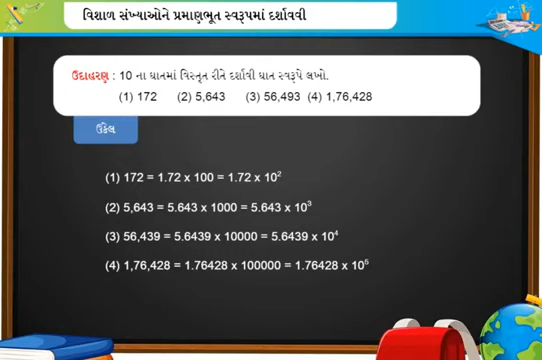 વિશાળ સંખ્યાઓને પ્રમાણભૂત સ્વરૂપમાં દર્શાવવી
ઉદાહરણ : 10 ના ઘાતમાં વિસ્તૃત રીતે દર્શાવી ઘાત સ્વરૂપે લખો.
(1) 172 (2) 5,643 (3) 56,493 (4) 1,76,428
ઉકેલ
(1) 172 = 1.72 x 100 = 1.72 x 10²
(2) 5,643 = 5.643 x 1000 = 5.643 x 10³
(3) 56,439 = 5.6439 x 10000 = 5.6439 x 10⁴
(4) 1,76,428 = 1.76428 x 100000 = 1.76428 x 10⁵